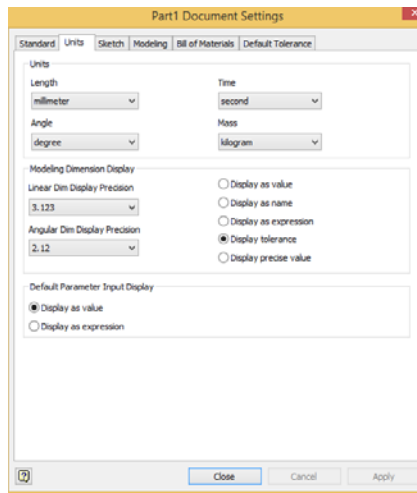 Part1 Document Settings
Standard Units Sketch Modeling Bill of Materials Default Tolerance
Units
Length
millimeter
Time
second
Angle
degree
Mass
kilogram
Modeling Dimension Display
Linear Dim Display Precision
3.123
Angular Dim Display Precision
2.12
Display as value
Display as name
Display as expression
Display tolerance
Display precise value
Default Parameter Input Display
Display as value
Display as expression
Close Cancel Apply